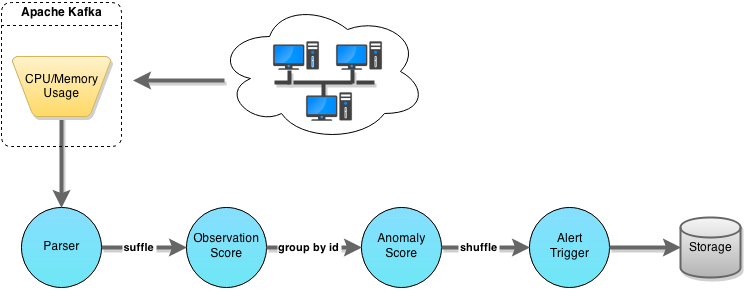 Apache Kafka
CPU/Memory
Usage
Parser
suffle
Observation
Score
group by id
Anomaly
Score
shuffle
Alert
Trigger
Storage